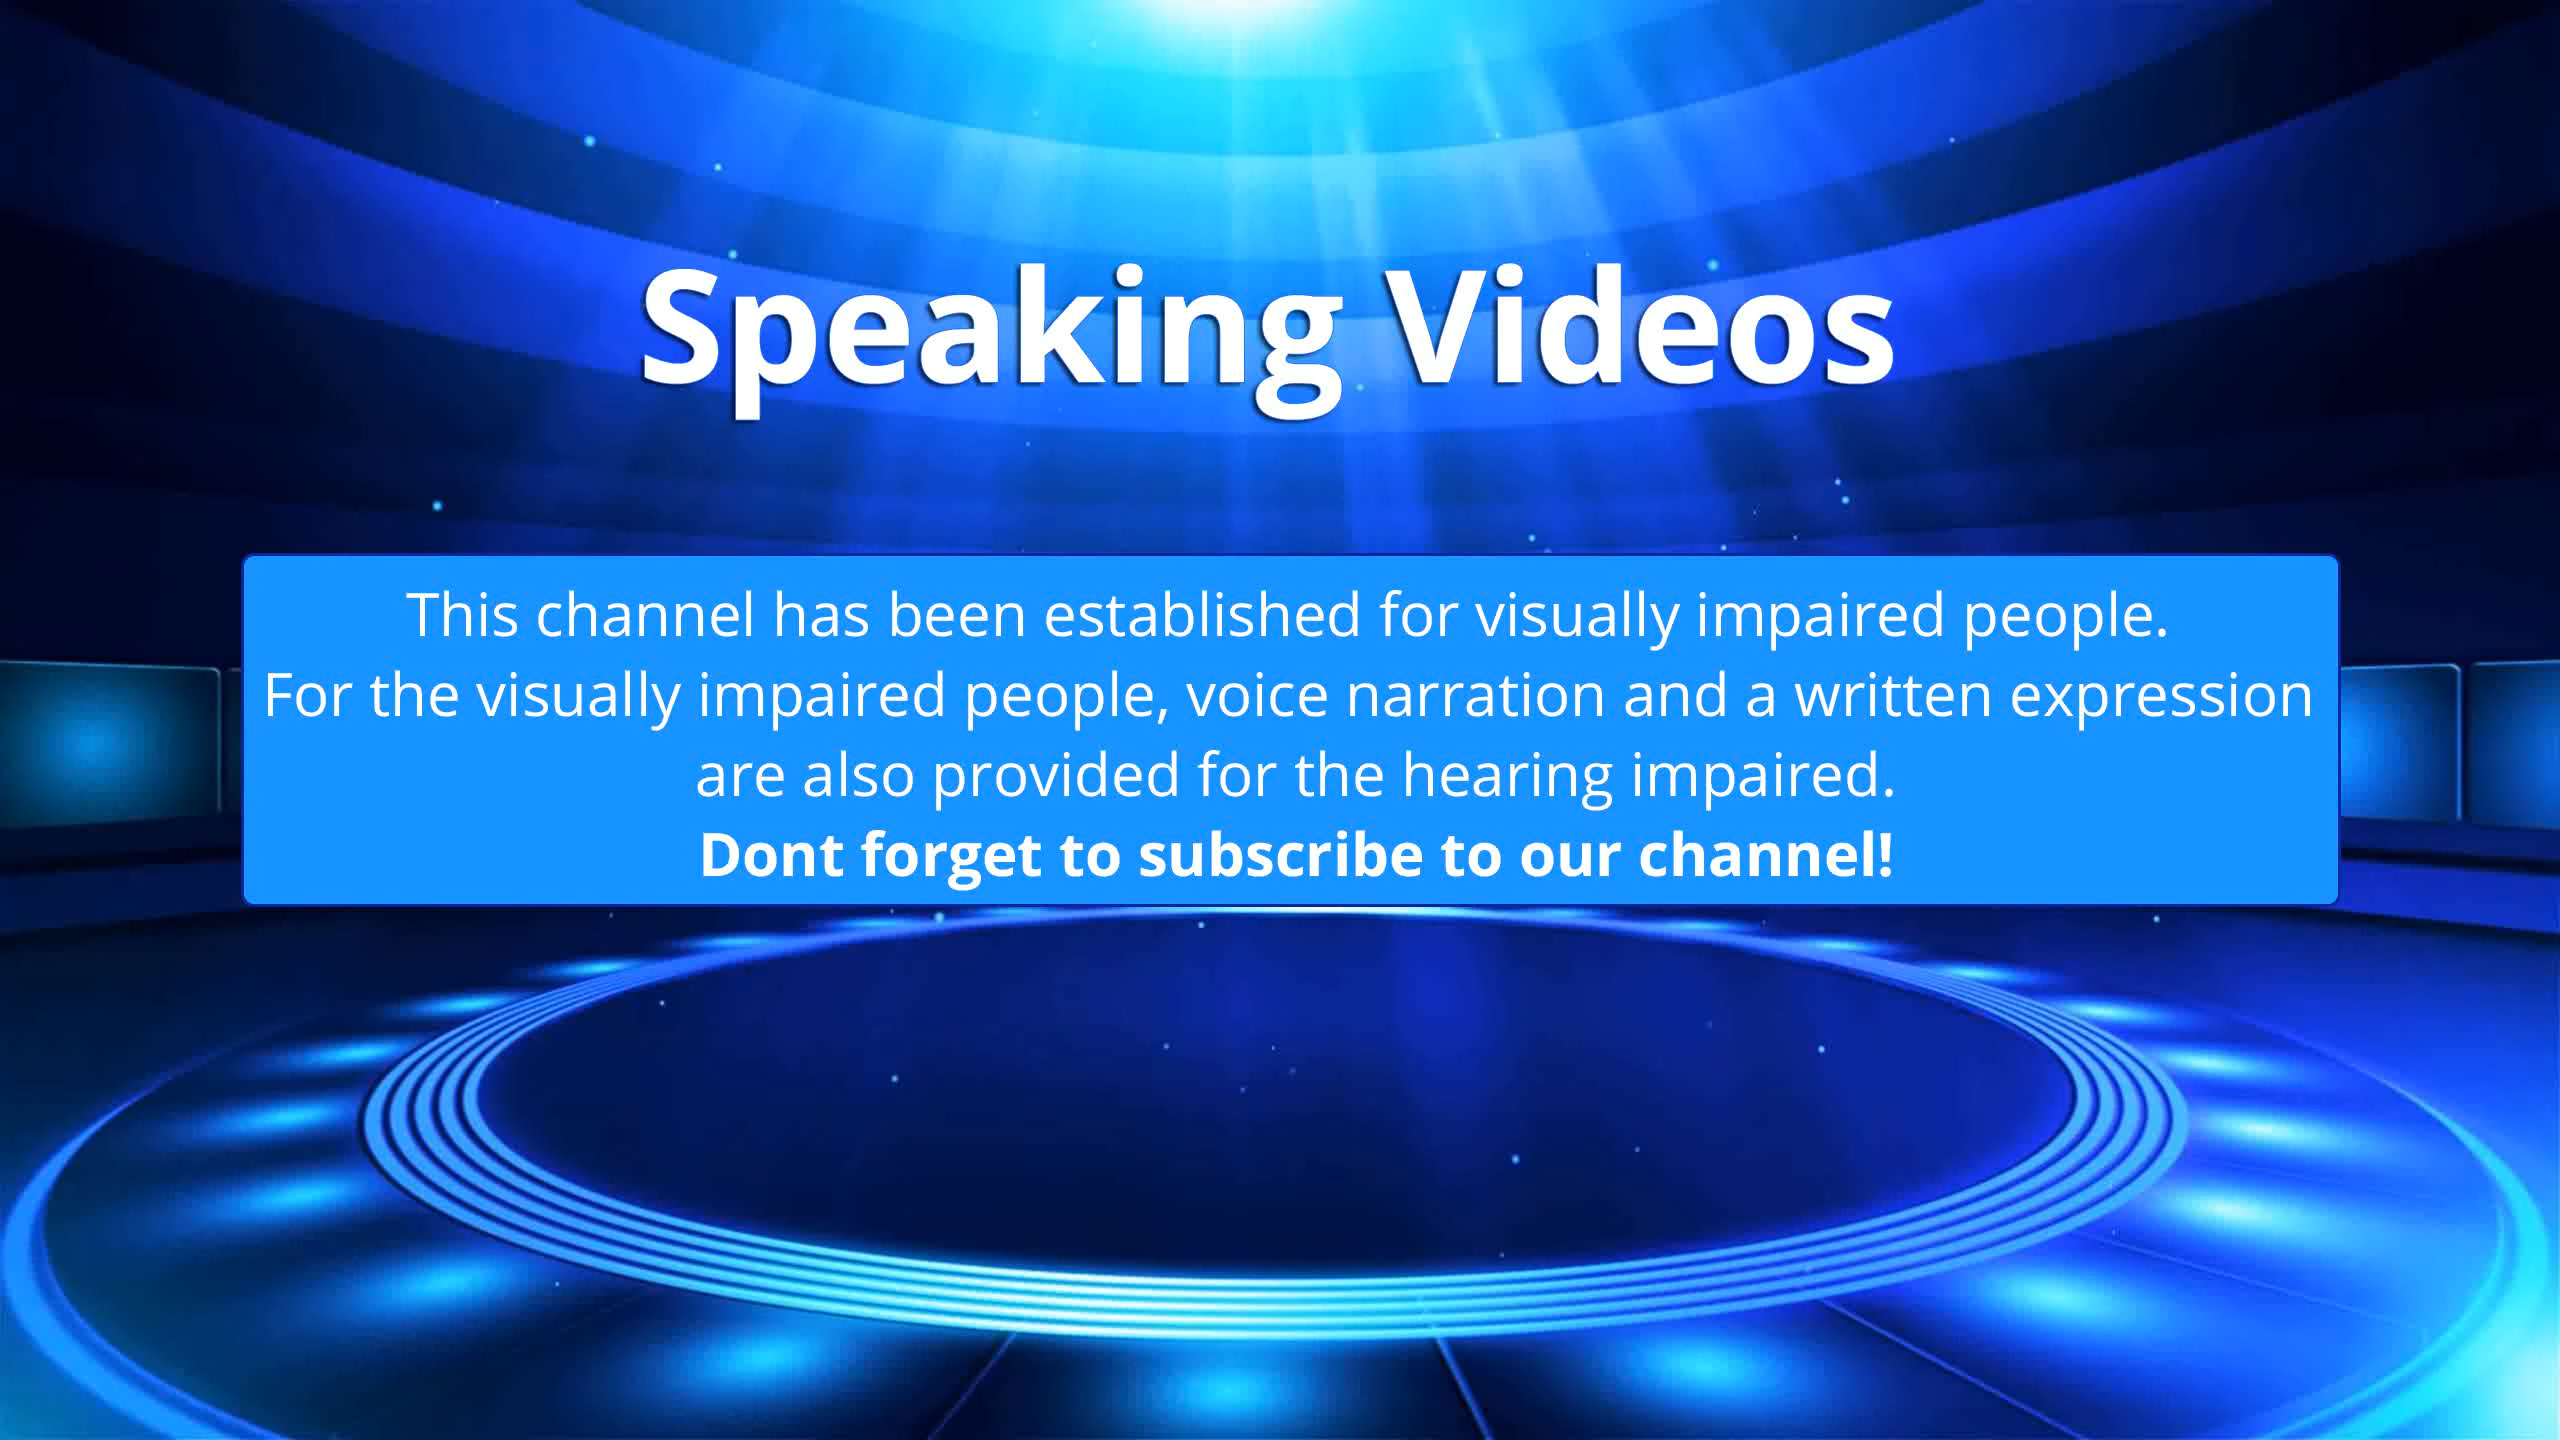 Speaking Videos
This channel has been established for visually impaired people.
For the visually impaired people, voice narration and a written expression
are also provided for the hearing impaired.
Dont forget to subscribe to our channel!